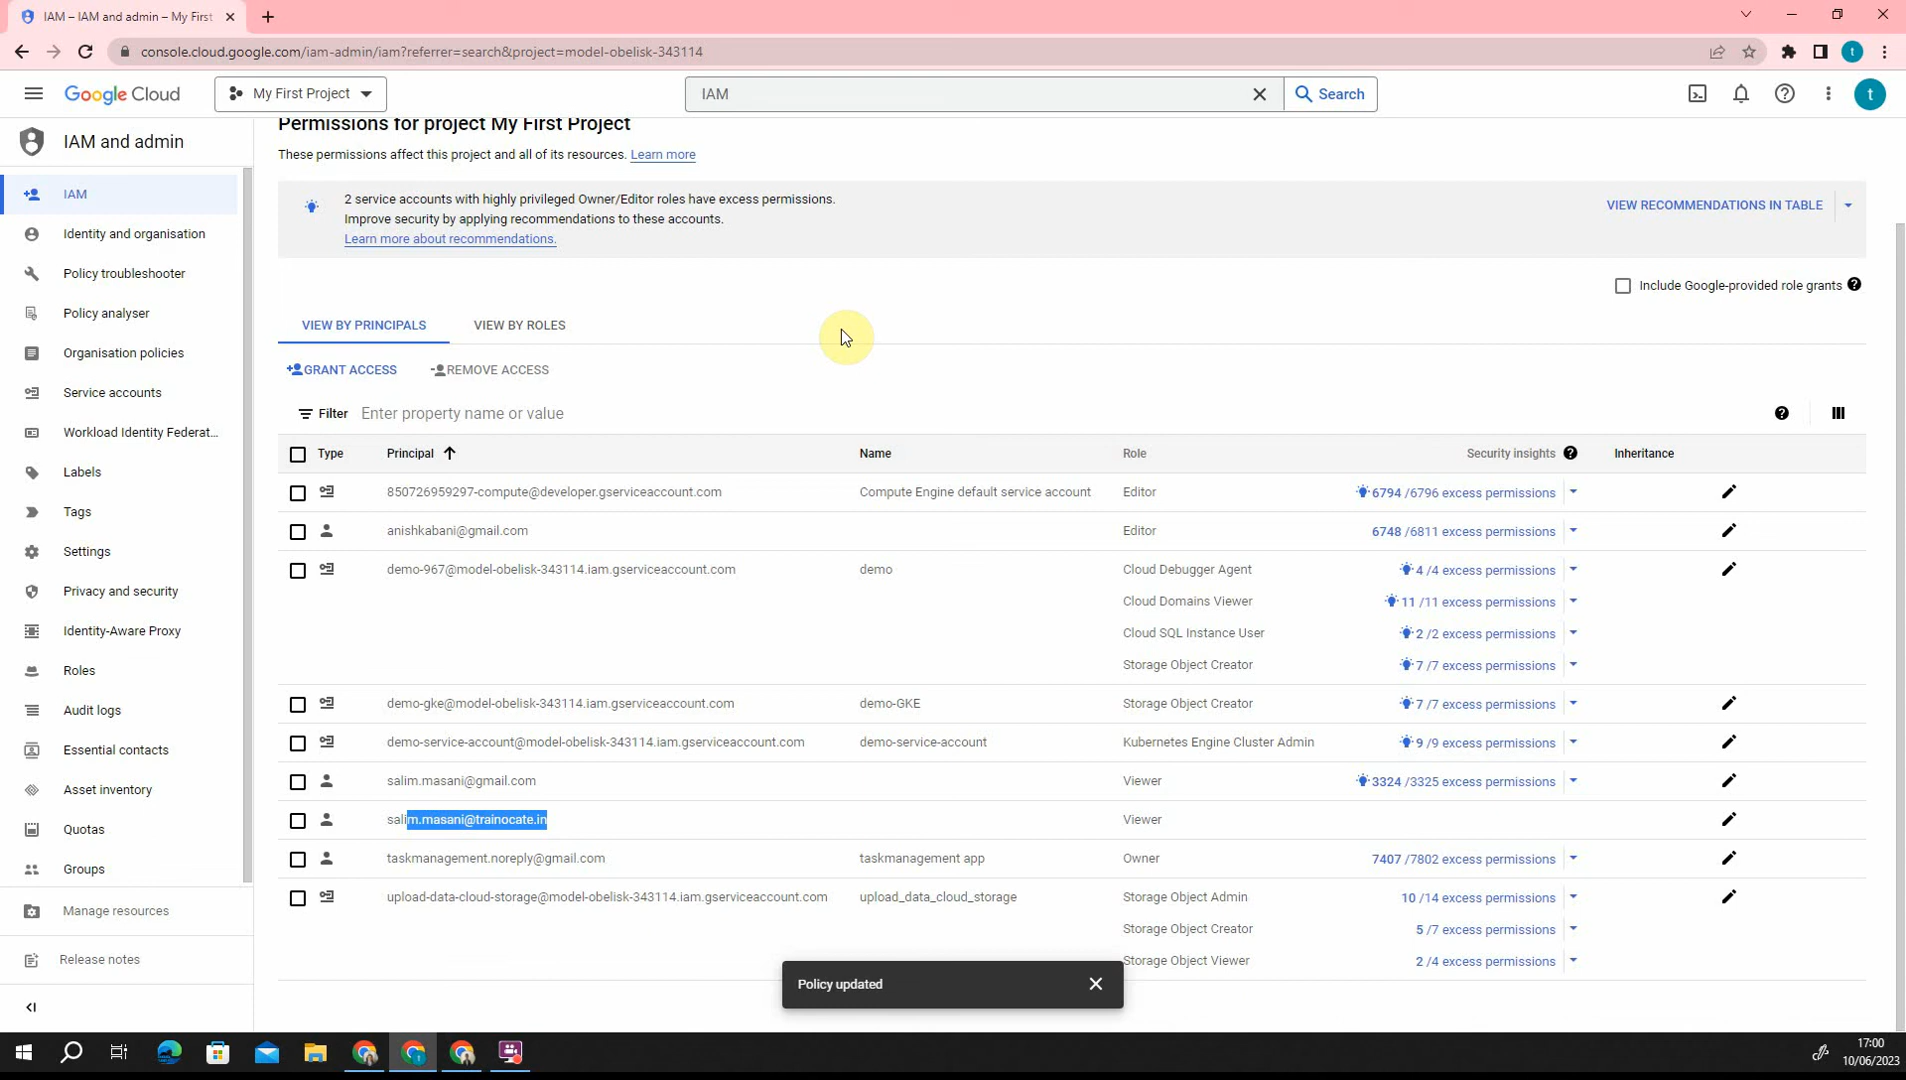 IAM – IAM and admin – My First
console.cloud.google.com/iam-admin/iam?referrer=search&project=model-obelisk-343114
t
Google Cloud
My First Project
IAM
Search
t
IAM and admin
IAM
Identity and organisation
Policy troubleshooter
Policy analyser
Organisation policies
Service accounts
Workload Identity Federat...
Labels
Tags
Settings
Privacy and security
Identity-Aware Proxy
Roles
Audit logs
Essential contacts
Asset inventory
Quotas
Groups
Manage resources
Release notes
Permissions for project My First Project
These permissions affect this project and all of its resources. Learn more
2 service accounts with highly privileged Owner/Editor roles have excess permissions.
Improve security by applying recommendations to these accounts.
Learn more about recommendations.
VIEW RECOMMENDATIONS IN TABLE
Include Google-provided role grants
VIEW BY PRINCIPALS VIEW BY ROLES
GRANT ACCESS REMOVE ACCESS
Filter Enter property name or value
Type Principal Name Role Security insights Inheritance
850726959297-compute@developer.gserviceaccount.com Compute Engine default service account Editor 6794 /6796 excess permissions
anishkabani@gmail.com Editor 6748 /6811 excess permissions
demo-967@model-obelisk-343114.iam.gserviceaccount.com demo Cloud Debugger Agent 4 /4 excess permissions
Cloud Domains Viewer 11 /11 excess permissions
Cloud SQL Instance User 2 /2 excess permissions
Storage Object Creator 7 /7 excess permissions
demo-gke@model-obelisk-343114.iam.gserviceaccount.com demo-GKE Storage Object Creator 7 /7 excess permissions
demo-service-account@model-obelisk-343114.iam.gserviceaccount.com demo-service-account Kubernetes Engine Cluster Admin 9 /9 excess permissions
salim.masani@gmail.com Viewer 3324 /3325 excess permissions
salim.masani@trainocate.in Viewer
taskmanagement.noreply@gmail.com taskmanagement app Owner 7407 /7802 excess permissions
upload-data-cloud-storage@model-obelisk-343114.iam.gserviceaccount.com upload_data_cloud_storage Storage Object Admin 10 /14 excess permissions
Storage Object Creator 5 /7 excess permissions
Storage Object Viewer 2 /4 excess permissions
Policy updated
17:00
10/06/2023